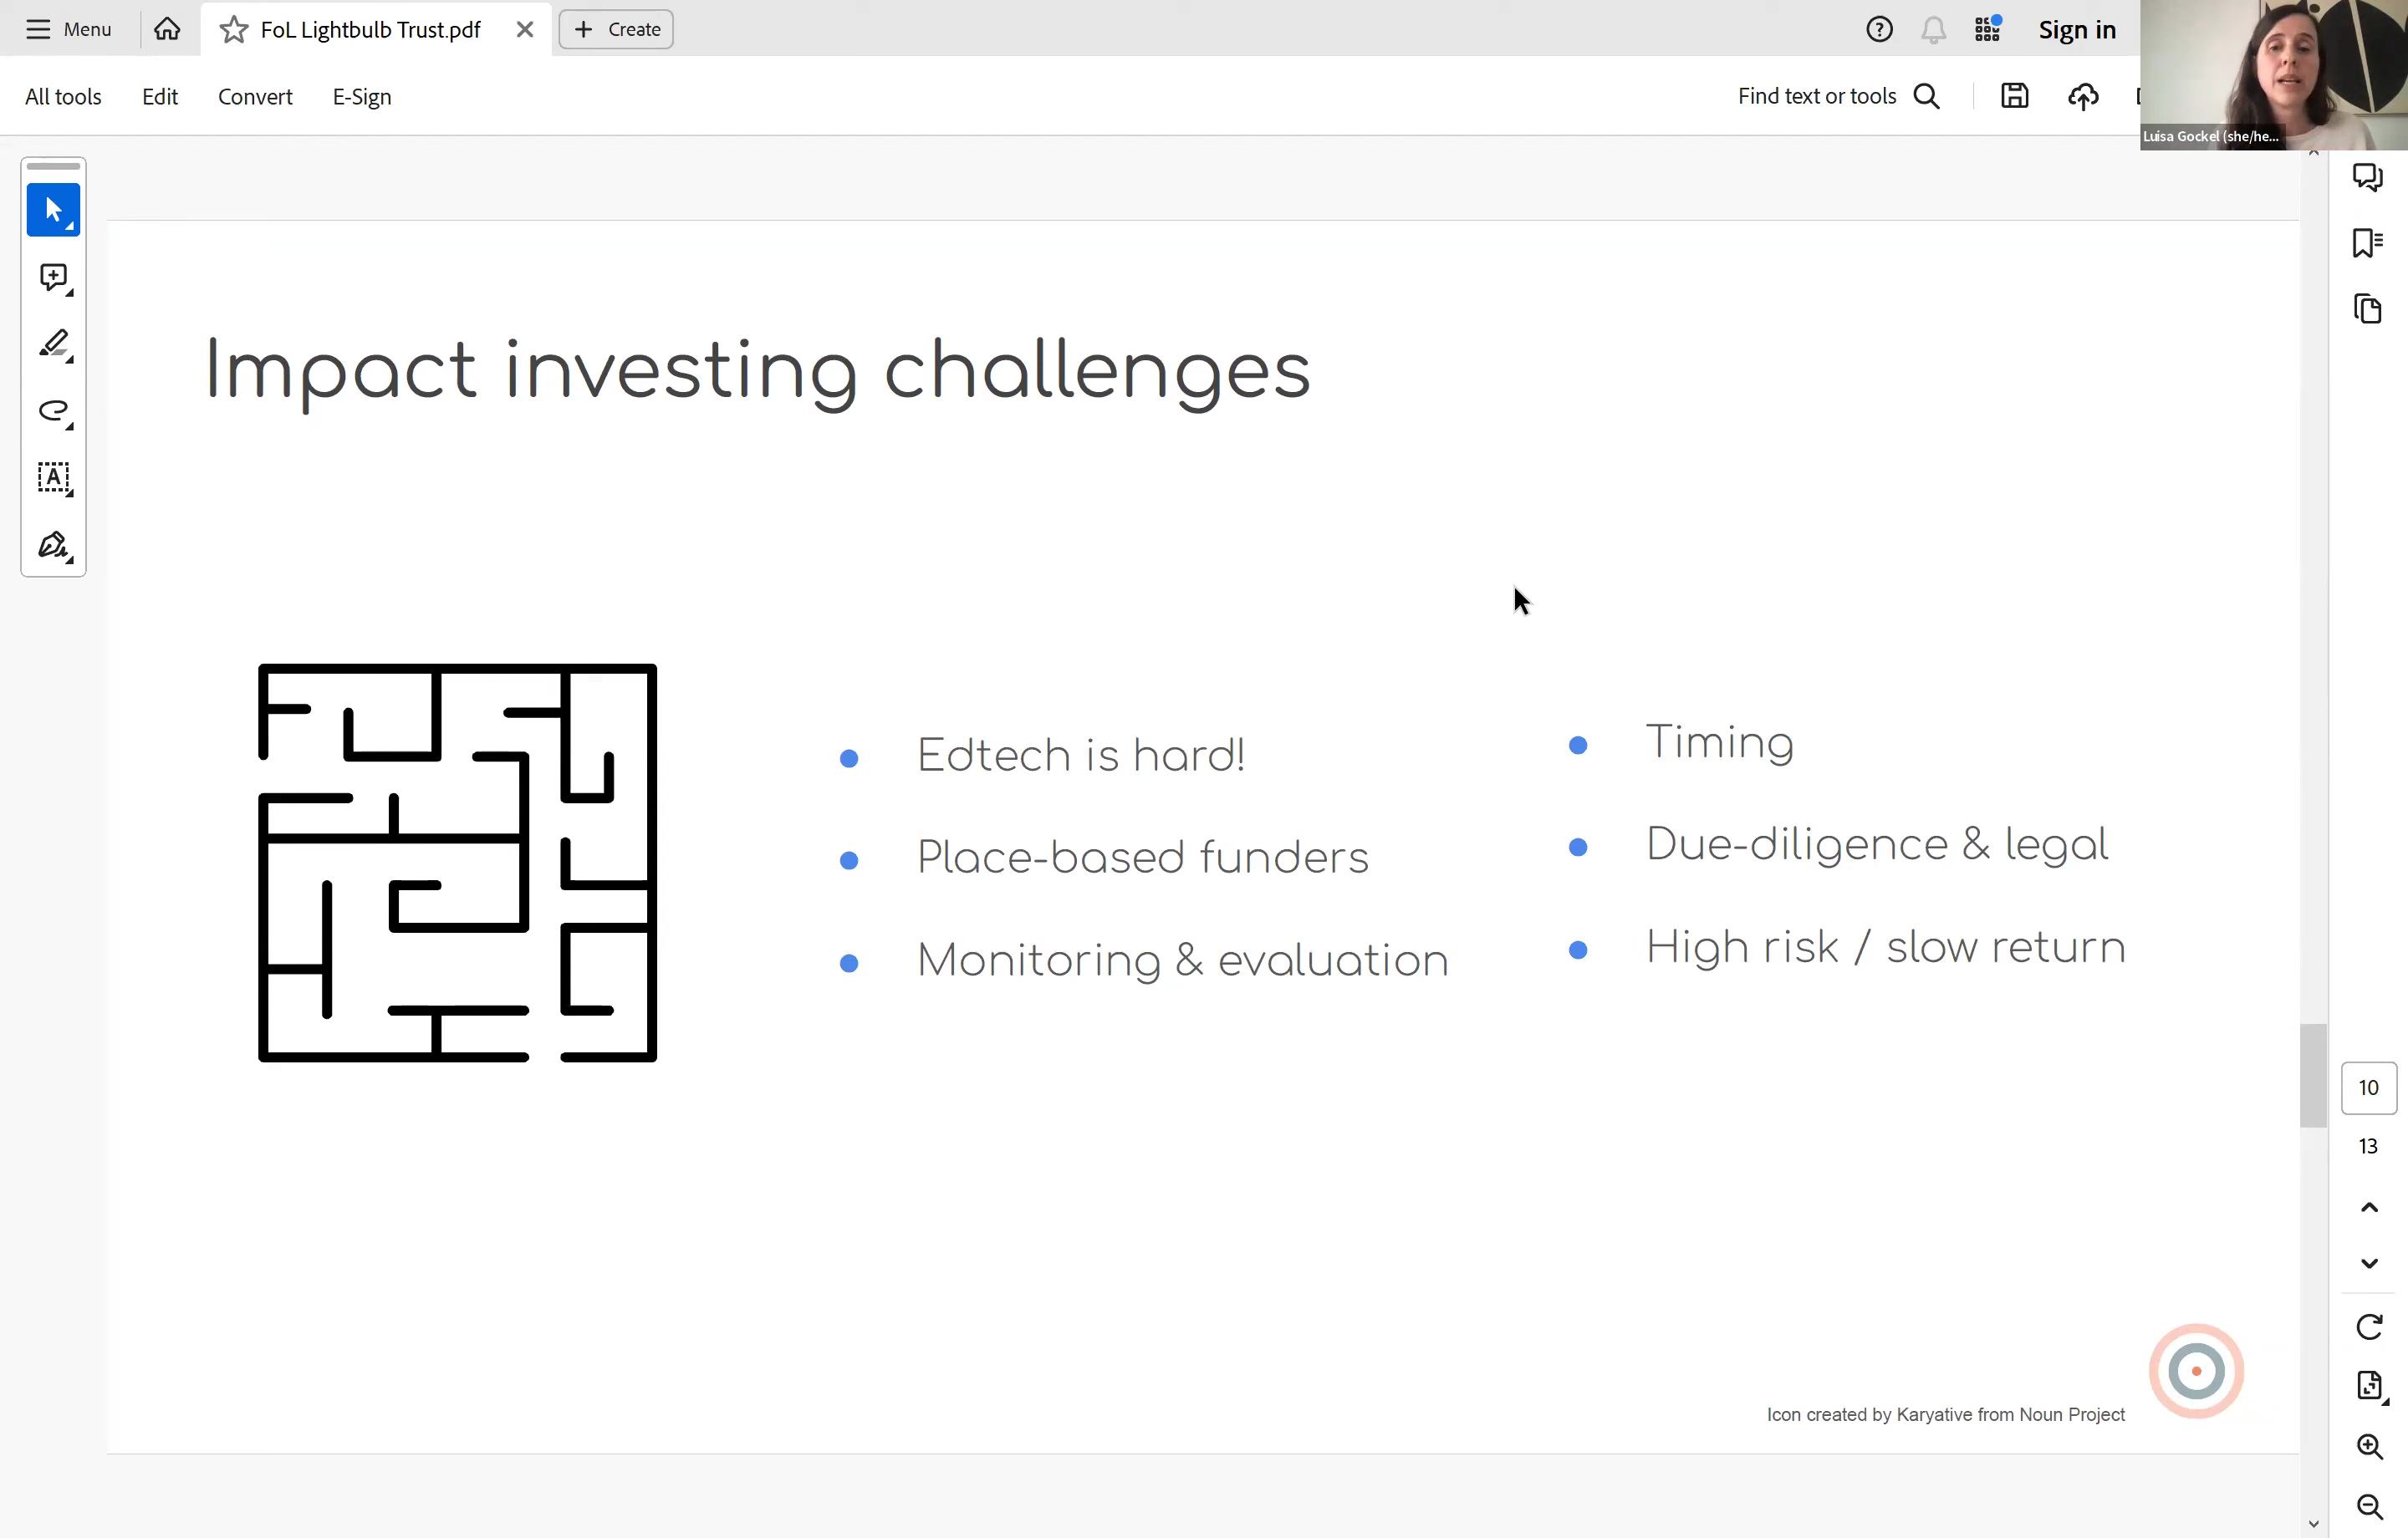 Menu
FoL Lightbulb Trust.pdf
Create
Sign in
All tools
Edit
Convert
E-Sign
Find text or tools
Luisa Gockel (she/he...
Impact investing challenges
Edtech is hard!
Place-based funders
Monitoring & evaluation
Timing
Due-diligence & legal
High risk / slow return
10
13
Icon created by Karyative from Noun Project